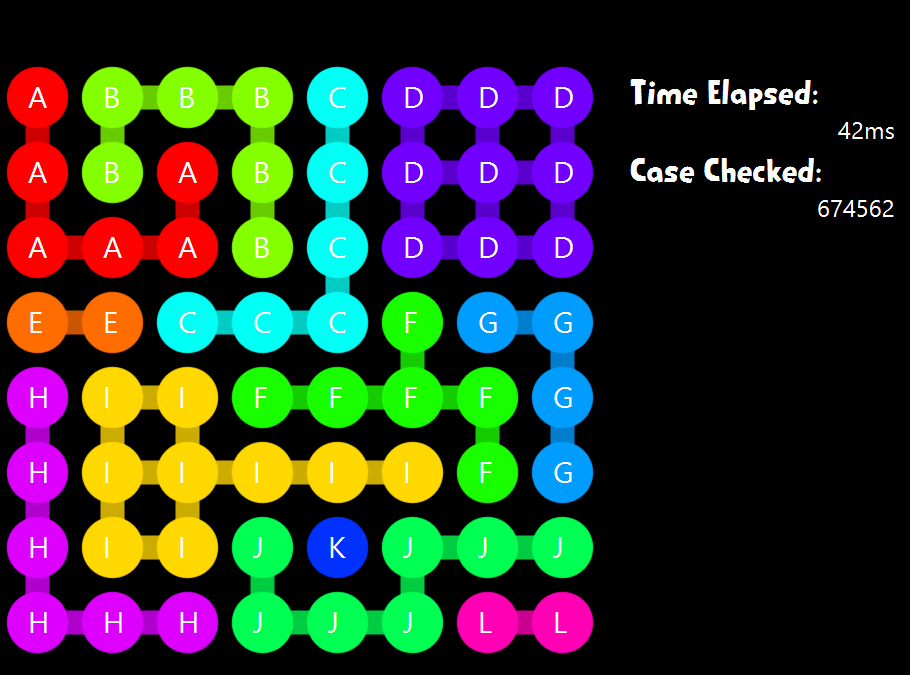 A B B B C D D D
A B A B C D D D
A A A B C D D D
E E C C C F G G
H I I F F F F G
H I I I I I F G
H I I J K J J J
H H H J J J L L
Time Elapsed:
42ms
Case Checked:
674562